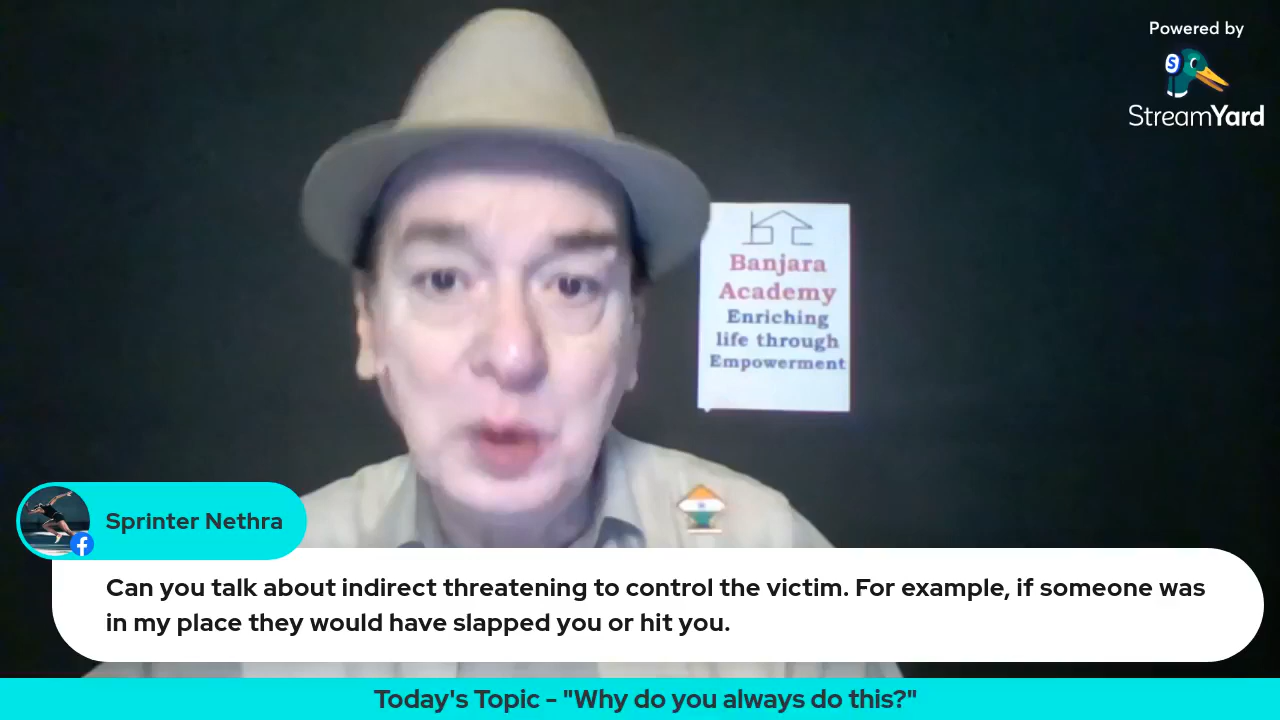 Powered by
StreamYard
Banjara
Academy
Enriching
life through
Empowerment
Sprinter Nethra
Can you talk about indirect threatening to control the victim. For example, if someone was
in my place they would have slapped you or hit you.
Today's Topic - "Why do you always do this?"